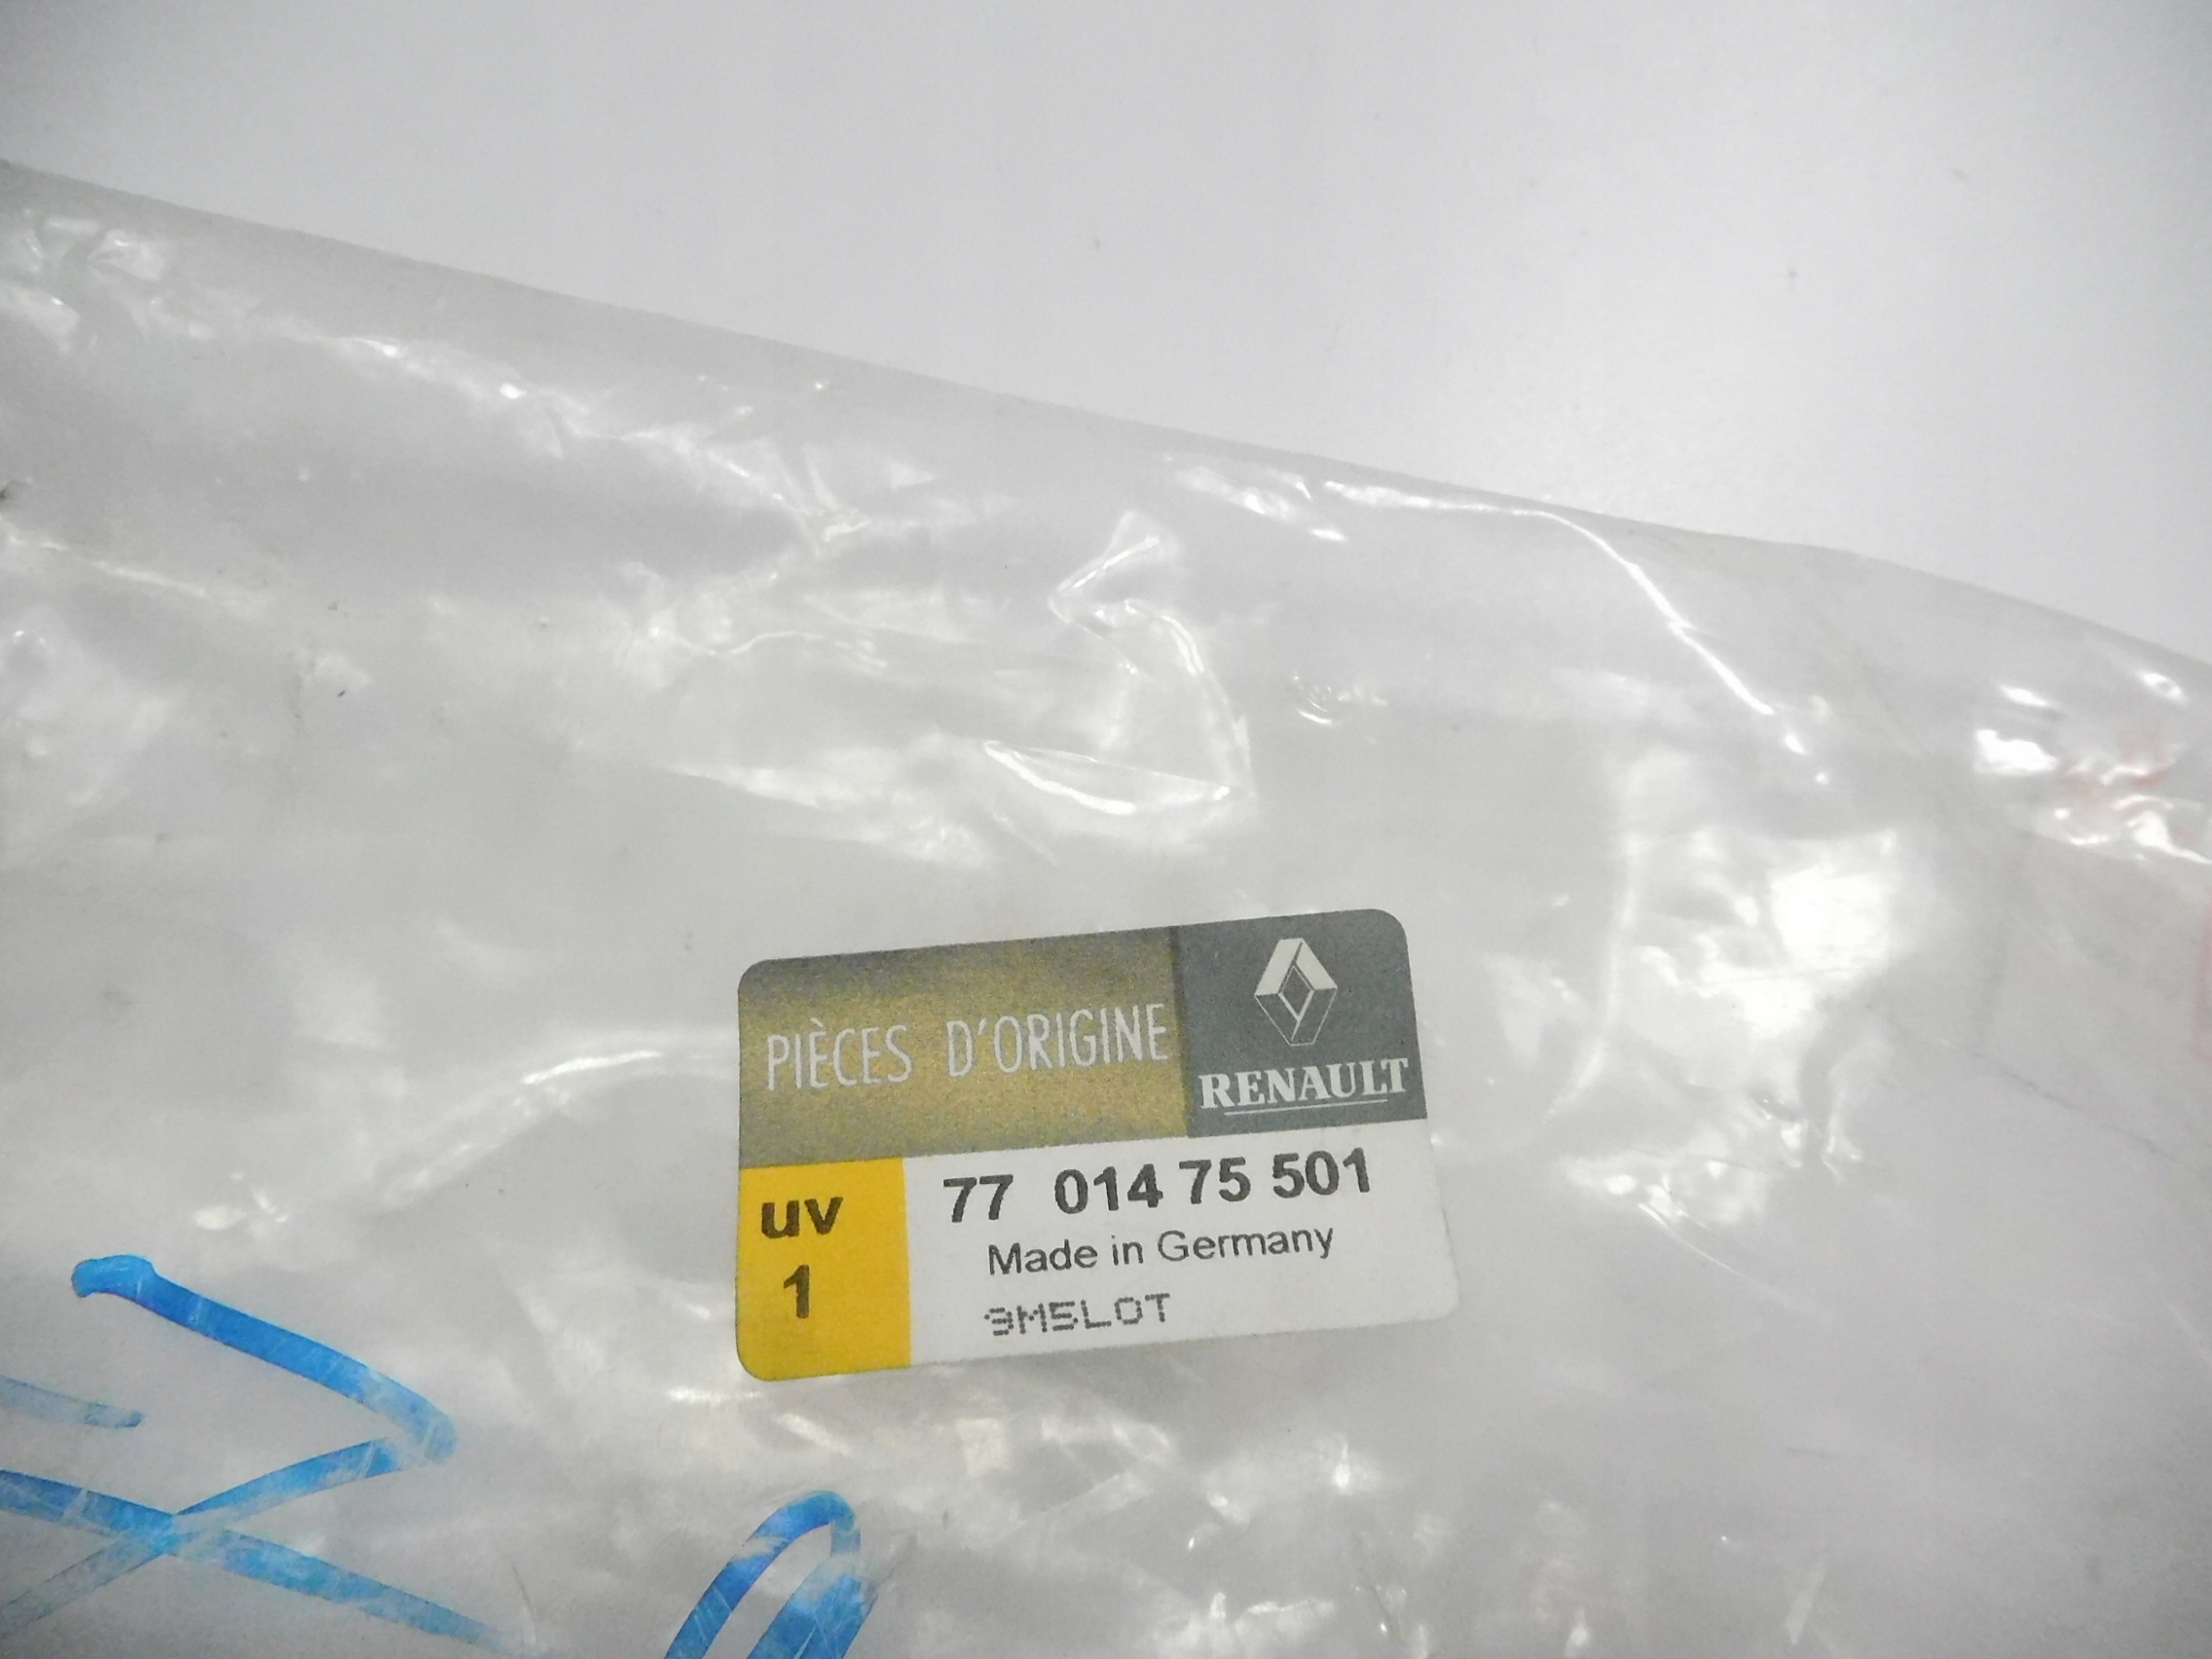 PIÈCES D'ORIGINE
RENAULT
uv
1
77 014 75 501
Made in Germany
9M5LOT